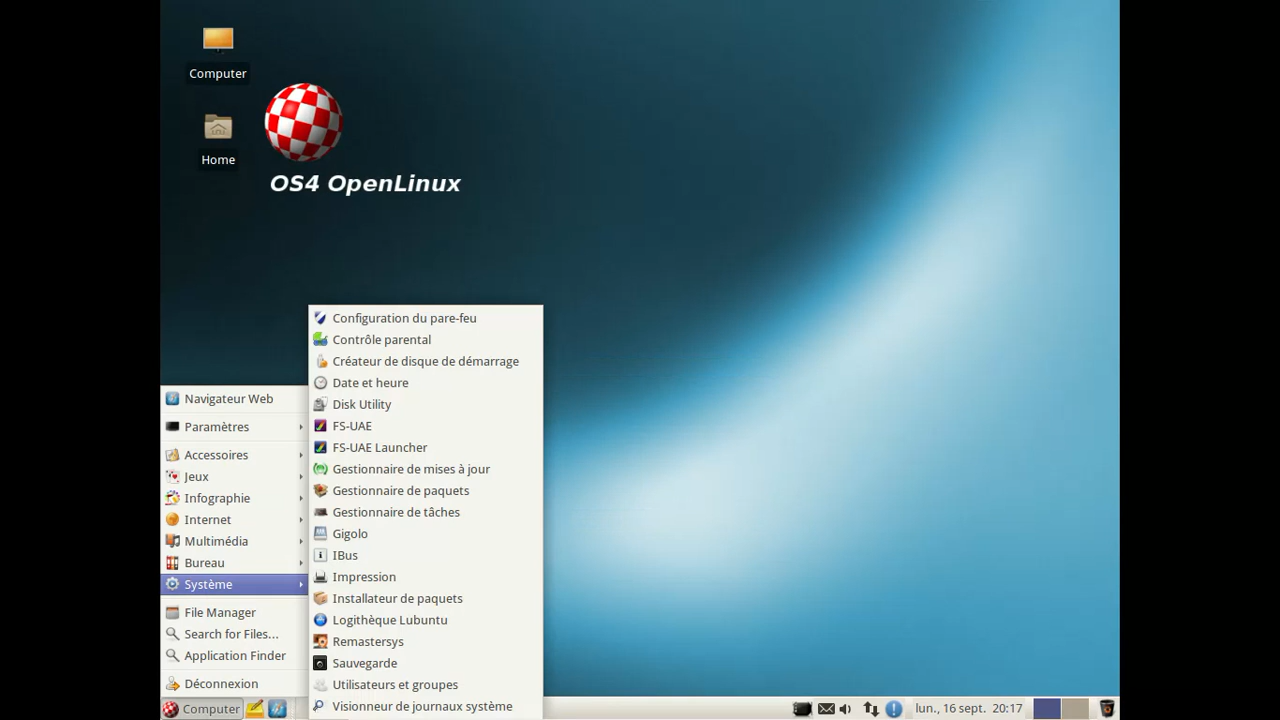 Computer
Home
OS4 OpenLinux
Configuration du pare-feu
Contrôle parental
Créateur de disque de démarrage
Date et heure
Disk Utility
FS-UAE
FS-UAE Launcher
Gestionnaire de mises à jour
Gestionnaire de paquets
Gestionnaire de tâches
Gigolo
IBus
Impression
Installateur de paquets
Logithèque Lubuntu
Remastersys
Sauvegarde
Utilisateurs et groupes
Visionneur de journaux système
Navigateur Web
Paramètres
Accessoires
Jeux
Infographie
Internet
Multimédia
Bureau
Système
File Manager
Search for Files...
Application Finder
Déconnexion
Computer
lun., 16 sept. 20:17